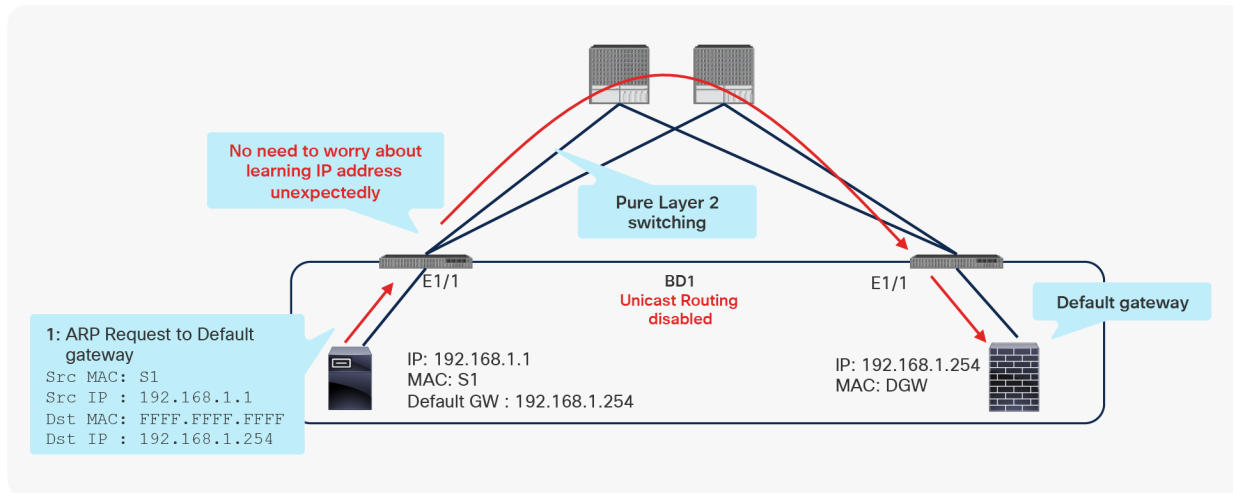 No need to worry about
learning IP address
unexpectedly
Pure Layer 2
switching
E1/1
BD1
Unicast Routing
disabled
E1/1
Default gateway
1: ARP Request to Default
gateway
Src MAC: S1
Src IP : 192.168.1.1
Dst MAC: FFFF.FFFF.FFFF
Dst IP : 192.168.1.254
IP: 192.168.1.1
MAC: S1
Default GW : 192.168.1.254
IP: 192.168.1.254
MAC: DGW